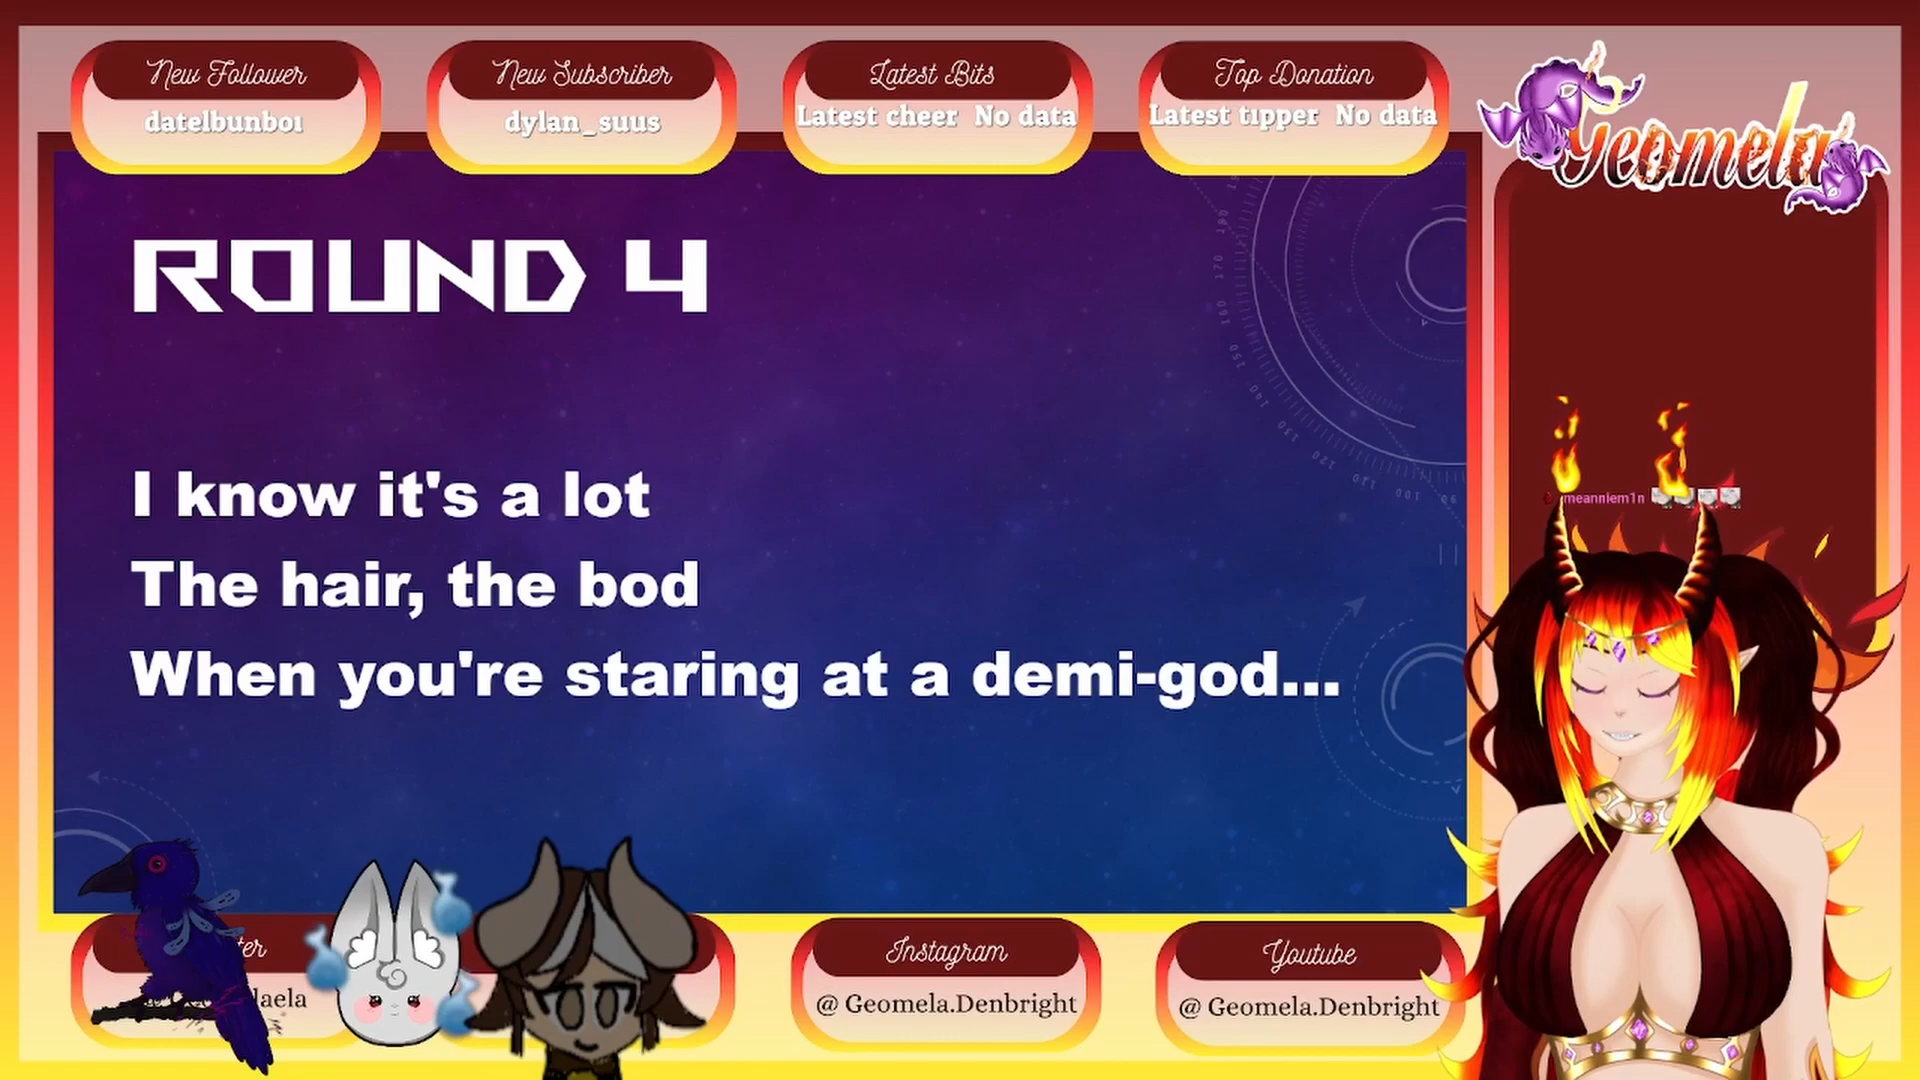 New Follower
datelbunbo1
New Subscriber
dylan_suus
Latest Bits
Latest cheer No data
Top Donation
Latest tipper No data
Geomela
ROUND 4
I know it's a lot
The hair, the bod
When you're staring at a demi-god...
meanniem1n
Instagram
@ Geomela.Denbright
Youtube
@ Geomela.Denbright